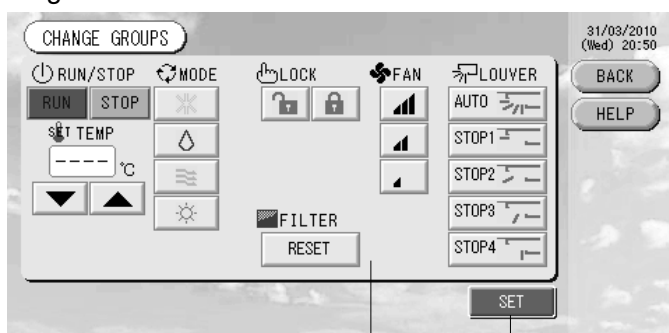 CHANGE GROUPS
31/03/2010
(Wed) 20:50
RUN/STOP
MODE
LOCK
FAN
LOUVER
BACK
RUN
STOP
AUTO
HELP
SET TEMP
STOP1
----°C
STOP2
FILTER
STOP3
RESET
STOP4
SET